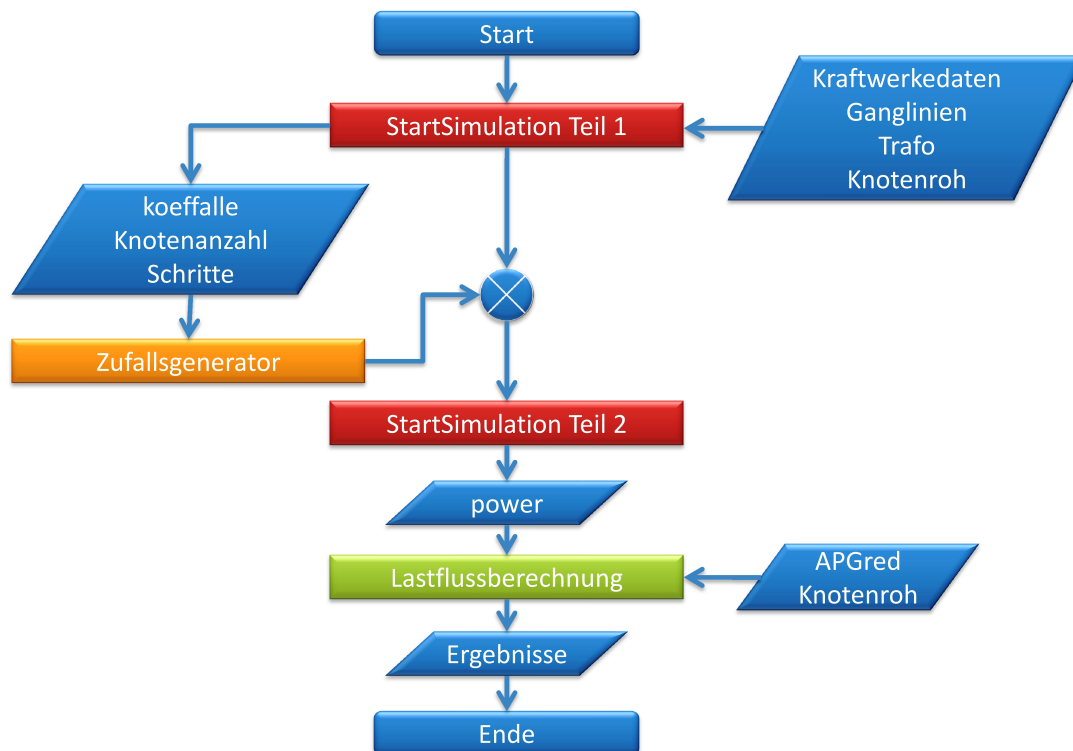 Start
StartSimulation Teil 1
Kraftwerkedaten
Ganglinien
Trafo
Knotenroh
koeffalle
Knotenanzahl
Schritte
Zufallsgenerator
StartSimulation Teil 2
power
Lastflussberechnung
APGred
Knotenroh
Ergebnisse
Ende